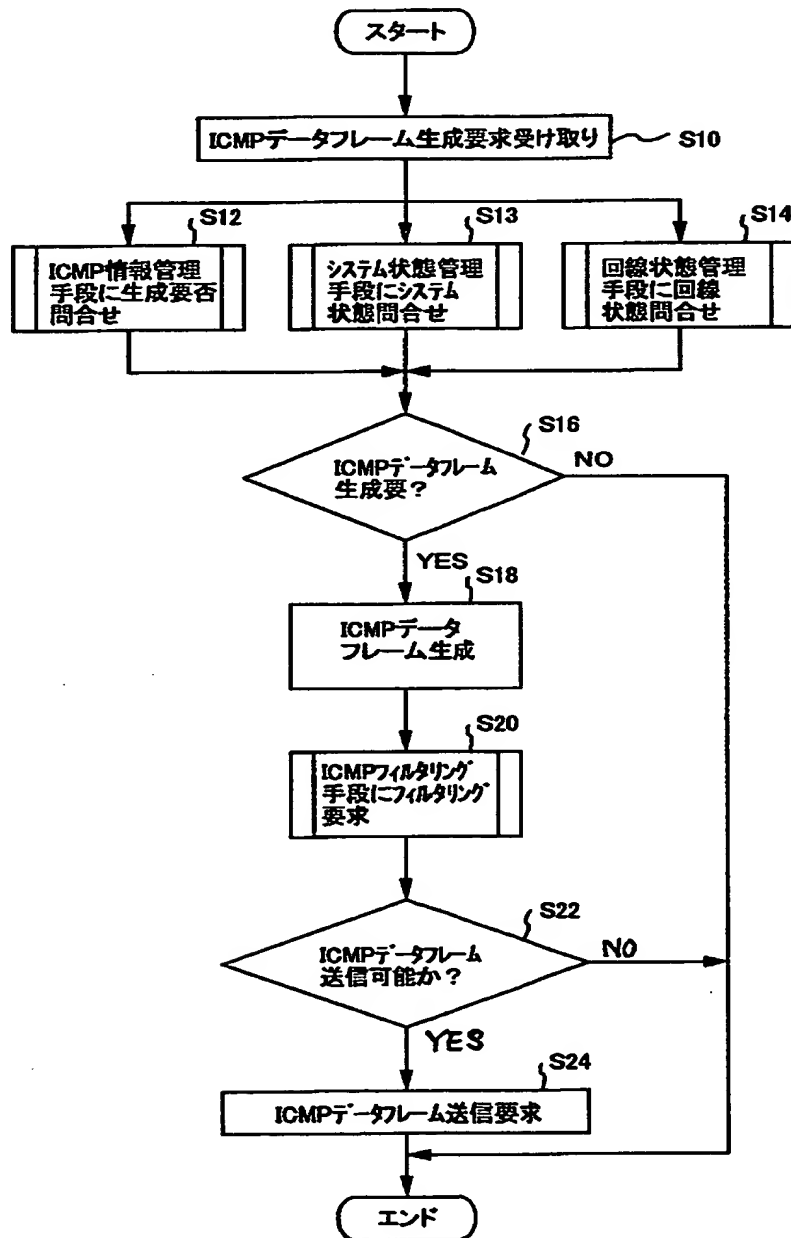 スタート
ICMPデータフレーム生成要求受け取り
S10
S12
ICMP情報管理
手段に生成要否
問合せ
S13
システム状態管理
手段にシステム
状態問合せ
S14
回線状態管理
手段に回線
状態問合せ
S16
ICMPデータフレーム
生成要？
NO
YES
S18
ICMPデータ
フレーム生成
S20
ICMPフィルタリング
手段にフィルタリング
要求
S22
ICMPデータフレーム
送信可能か？
NO
YES
S24
ICMPデータフレーム送信要求
エンド